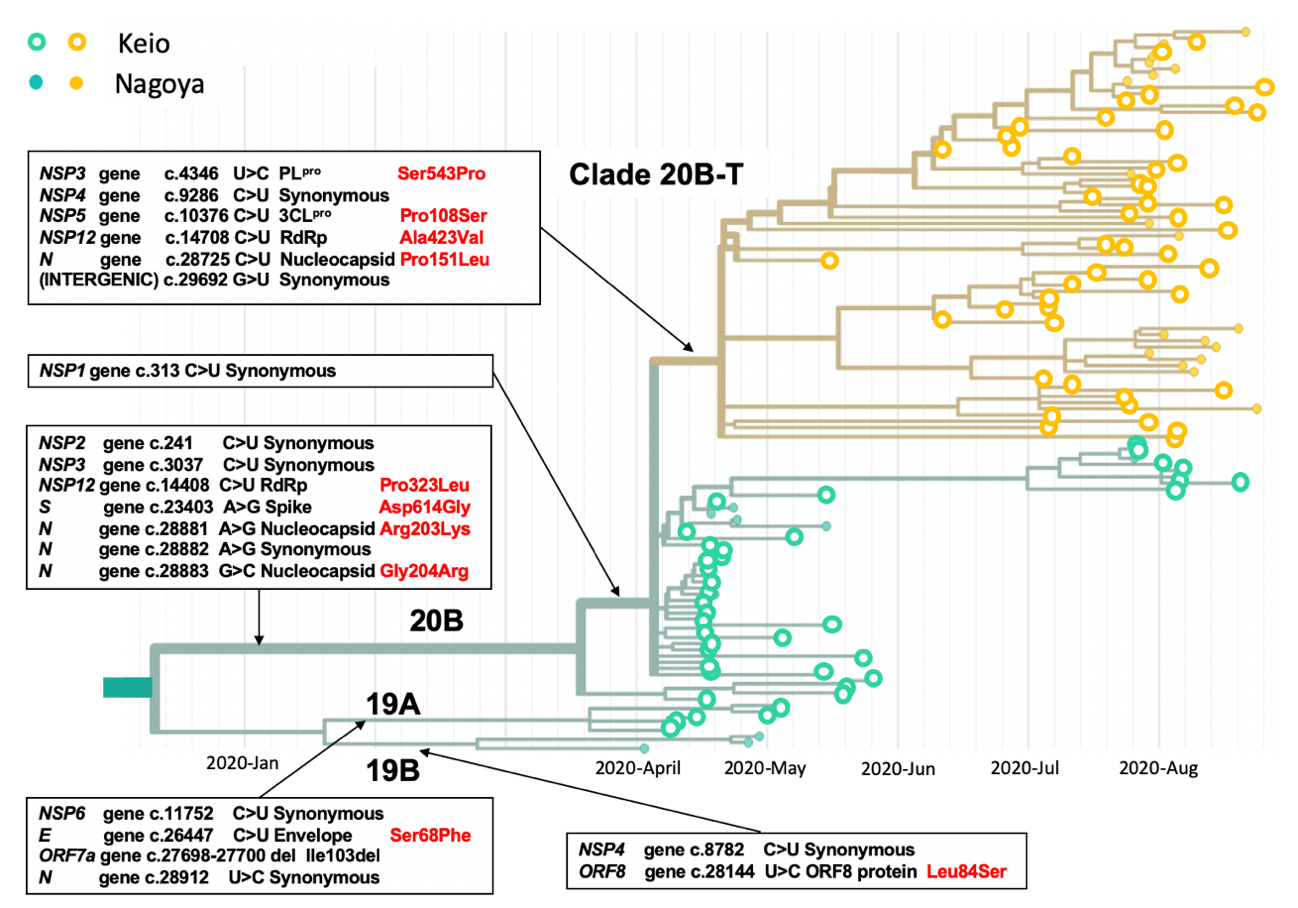 Keio
Nagoya
Clade 20B-T
NSP3 gene c.4346 U>C PLpro Ser543Pro
NSP4 gene c.9286 C>U Synonymous
NSP5 gene c.10376 C>U 3CLpro Pro108Ser
NSP12 gene c.14708 C>U RdRp Ala423Val
N gene c.28725 C>U Nucleocapsid Pro151Leu
(INTERGENIC) c.29692 G>U Synonymous
NSP1 gene c.313 C>U Synonymous
NSP2 gene c.241 C>U Synonymous
NSP3 gene c.3037 C>U Synonymous
NSP12 gene c.14408 C>U RdRp Pro323Leu
S gene c.23403 A>G Spike Asp614Gly
N gene c.28881 A>G Nucleocapsid Arg203Lys
N gene c.28882 A>G Synonymous
N gene c.28883 G>C Nucleocapsid Gly204Arg
20B
19A
19B
2020-Jan 2020-April 2020-May 2020-Jun 2020-Jul 2020-Aug
NSP6 gene c.11752 C>U Synonymous
E gene c.26447 C>U Envelope Ser68Phe
ORF7a gene c.27698-27700 del Ile103del
N gene c.28912 U>C Synonymous
NSP4 gene c.8782 C>U Synonymous
ORF8 gene c.28144 U>C ORF8 protein Leu84Ser